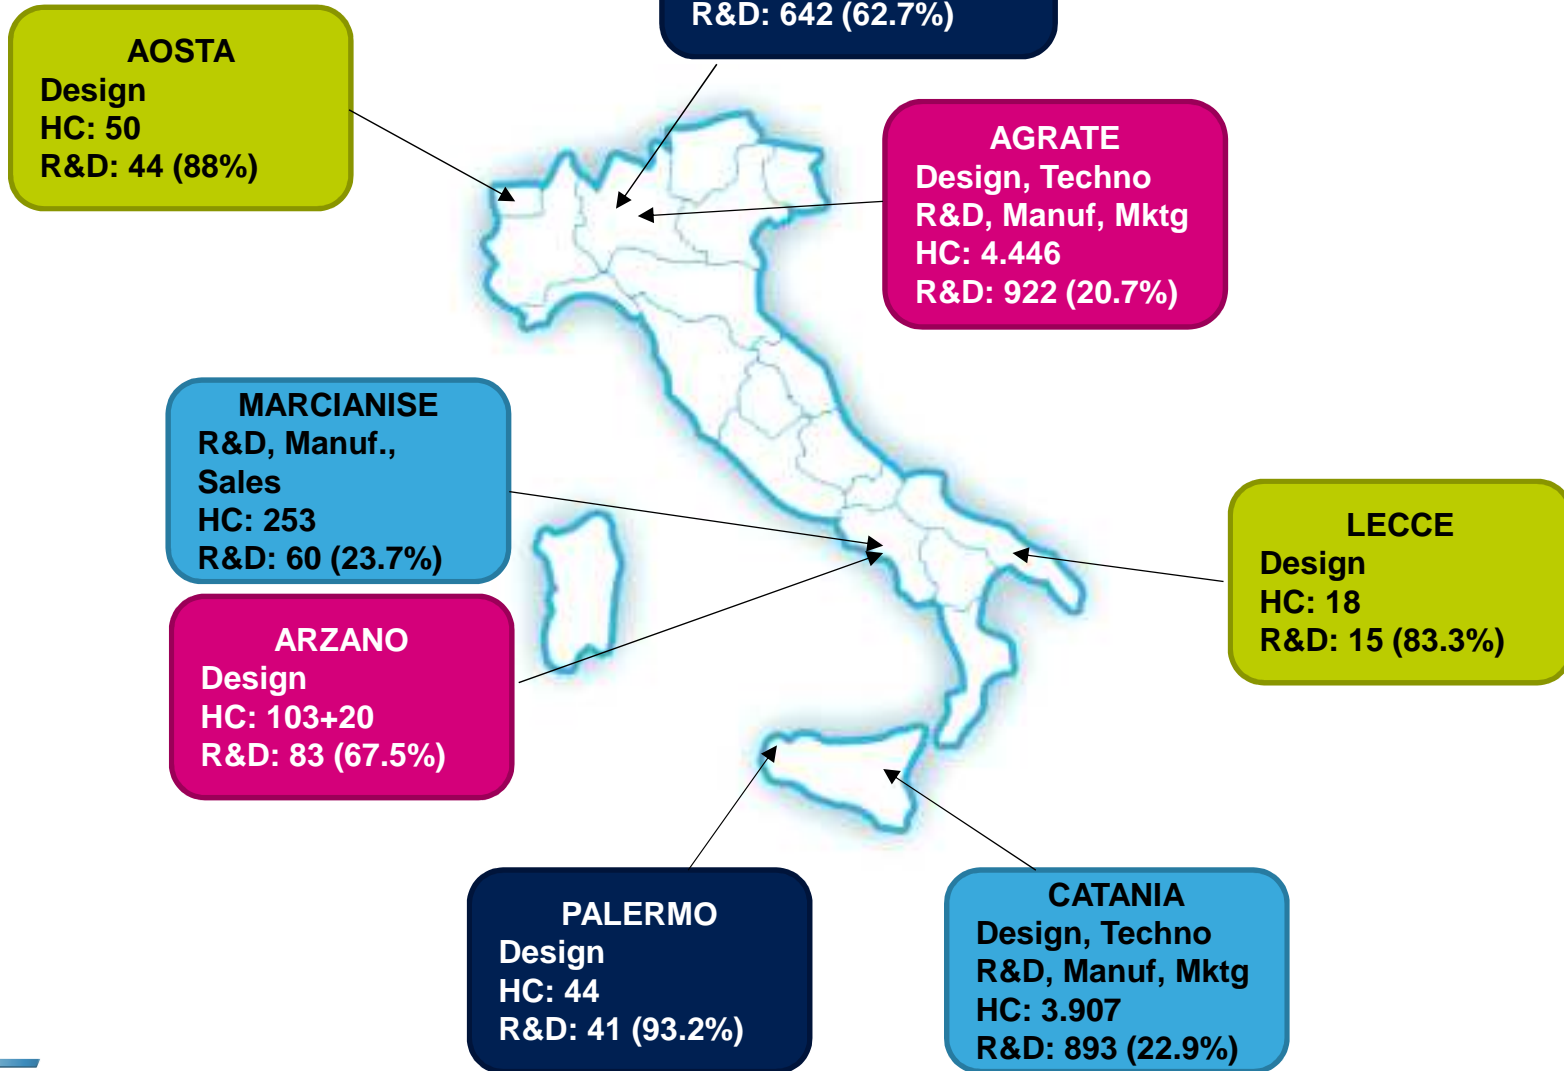 R&D: 642 (62.7%)
AOSTA
Design
HC: 50
R&D: 44 (88%)
AGRATE
Design, Techno
R&D, Manuf, Mktg
HC: 4.446
R&D: 922 (20.7%)
MARCIANISE
R&D, Manuf.,
Sales
HC: 253
R&D: 60 (23.7%)
LECCE
Design
HC: 18
R&D: 15 (83.3%)
ARZANO
Design
HC: 103+20
R&D: 83 (67.5%)
PALERMO
Design
HC: 44
R&D: 41 (93.2%)
CATANIA
Design, Techno
R&D, Manuf, Mktg
HC: 3.907
R&D: 893 (22.9%)